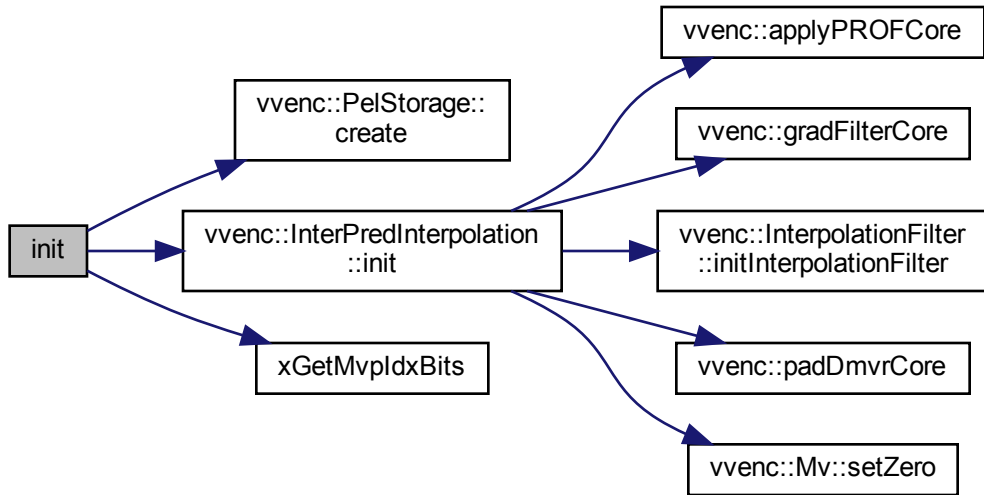 init
vvenc::PelStorage::
create
vvenc::InterPredInterpolation
::init
xGetMvpIdxBits
vvenc::applyPROFCore
vvenc::gradFilterCore
vvenc::InterpolationFilter
::initInterpolationFilter
vvenc::padDmvrCore
vvenc::Mv::setZero